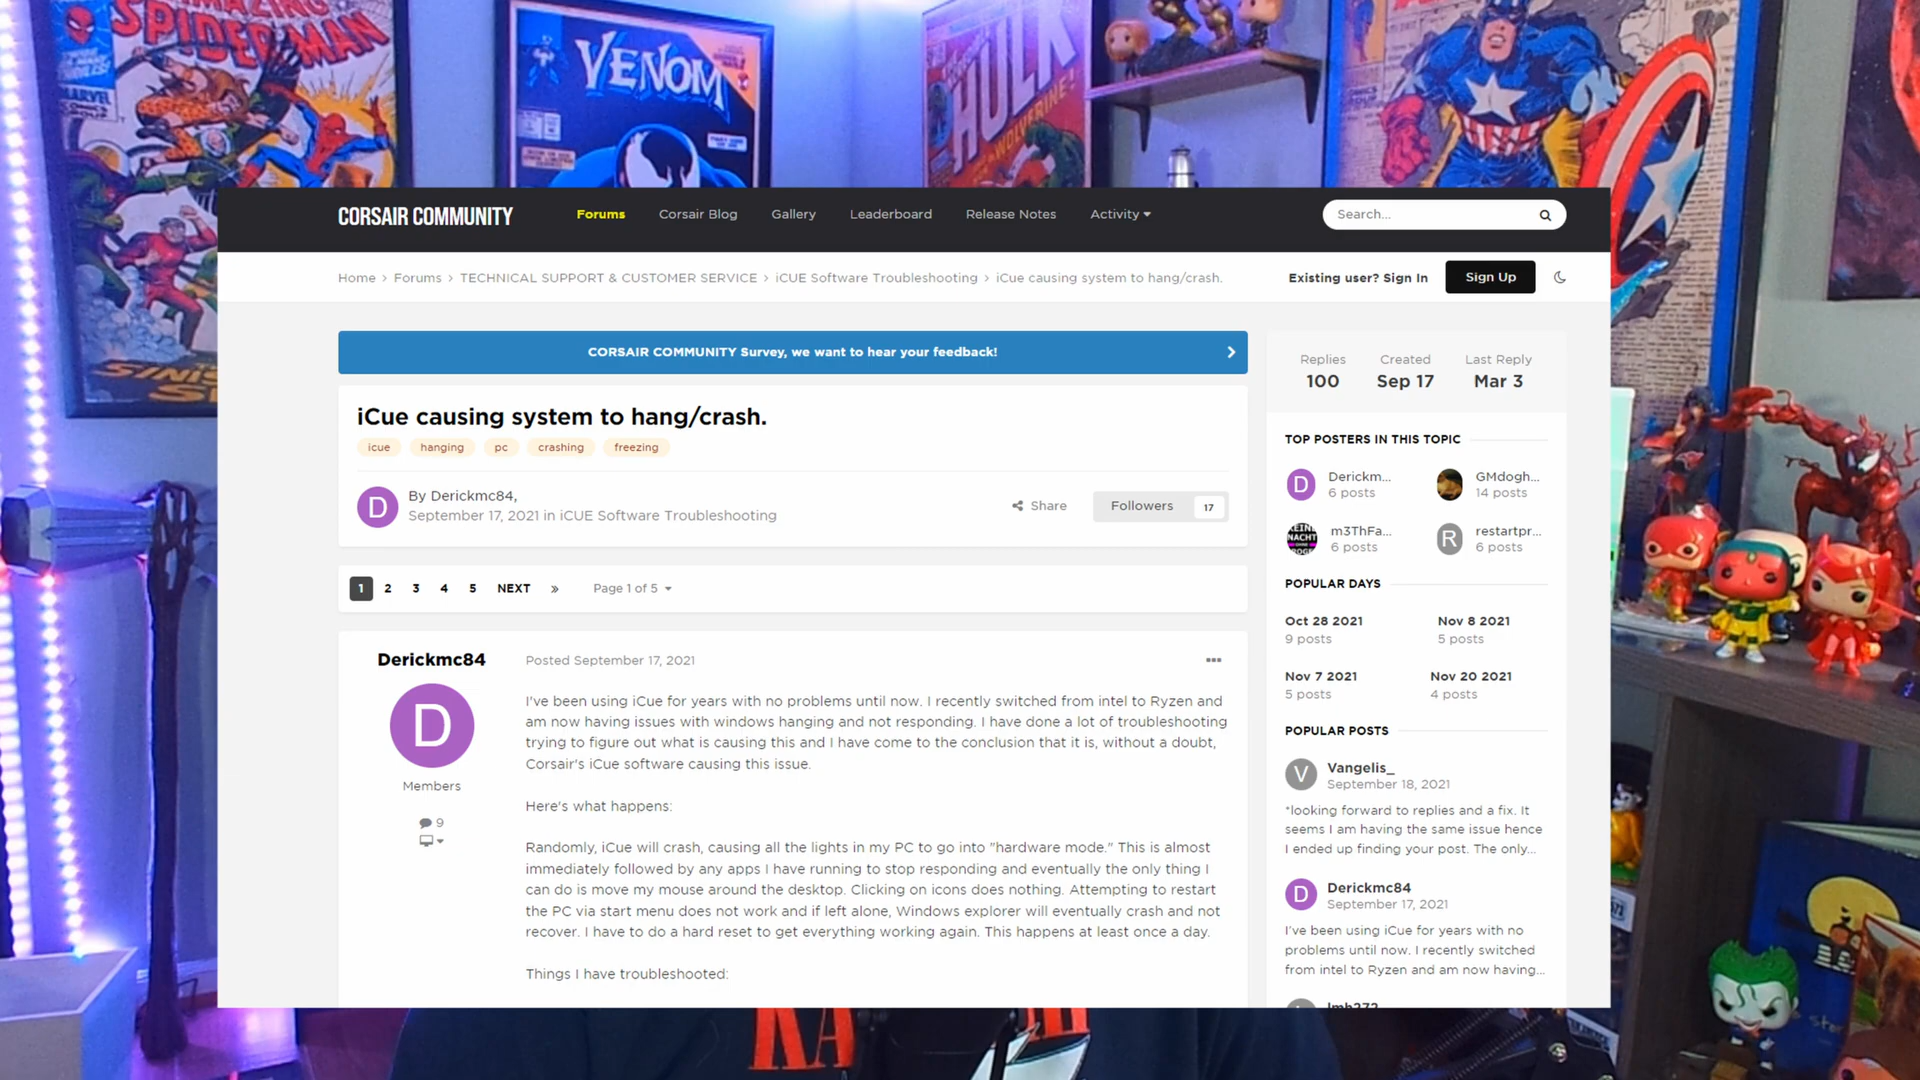 AMAZING
SPIDER-MAN
MARVEL
COMICS
GROUP
VENOM
HULK
WOLVERINE
SINIS
CORSAIR COMMUNITY
Forums
Corsair Blog
Gallery
Leaderboard
Release Notes
Activity
Search...
Home > Forums > TECHNICAL SUPPORT & CUSTOMER SERVICE > iCUE Software Troubleshooting > iCue causing system to hang/crash.
Existing user? Sign In
Sign Up
CORSAIR COMMUNITY Survey, we want to hear your feedback!
iCue causing system to hang/crash.
icue
hanging
pc
crashing
freezing
D
By Derickmc84,
September 17, 2021 in iCUE Software Troubleshooting
Share
Followers
17
1 2 3 4 5 NEXT » Page 1 of 5
Derickmc84
D
Members
9
Posted September 17, 2021
I've been using iCue for years with no problems until now. I recently switched from intel to Ryzen and
am now having issues with windows hanging and not responding. I have done a lot of troubleshooting
trying to figure out what is causing this and I have come to the conclusion that it is, without a doubt,
Corsair's iCue software causing this issue.
Here's what happens:
Randomly, iCue will crash, causing all the lights in my PC to go into "hardware mode." This is almost
immediately followed by any apps I have running to stop responding and eventually the only thing I
can do is move my mouse around the desktop. Clicking on icons does nothing. Attempting to restart
the PC via start menu does not work and if left alone, Windows explorer will eventually crash and not
recover. I have to do a hard reset to get everything working again. This happens at least once a day.
Things I have troubleshooted:
Replies
100
Created
Sep 17
Last Reply
Mar 3
TOP POSTERS IN THIS TOPIC
D
Derickm...
6 posts
GMdogh...
14 posts
NACHT
m3ThFa...
6 posts
R
restartpr...
6 posts
POPULAR DAYS
Oct 28 2021
9 posts
Nov 8 2021
5 posts
Nov 7 2021
5 posts
Nov 20 2021
4 posts
POPULAR POSTS
V
Vangelis_
September 18, 2021
*looking forward to replies and a fix. It
seems I am having the same issue hence
I ended up finding your post. The only...
D
Derickmc84
September 17, 2021
I've been using iCue for years with no
problems until now. I recently switched
from intel to Ryzen and am now having...
lmb272
KA